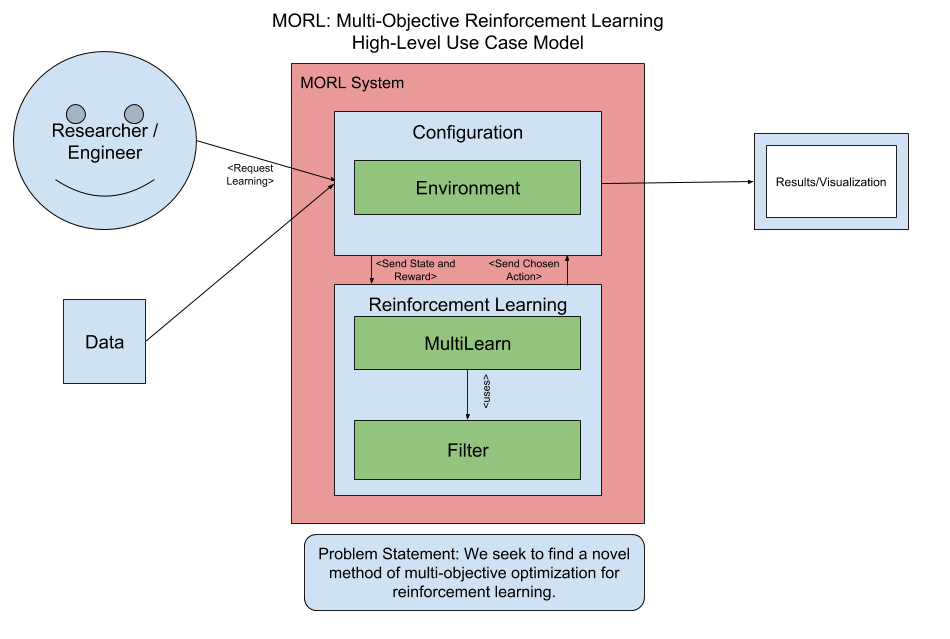 MORL: Multi-Objective Reinforcement Learning
High-Level Use Case Model
MORL System
Researcher /
Engineer
<Request
Learning>
Configuration
Environment
Results/Visualization
<Send State and
Reward>
<Send Chosen
Action>
Data
Reinforcement Learning
MultiLearn
<uses>
Filter
Problem Statement: We seek to find a novel
method of multi-objective optimization for
reinforcement learning.